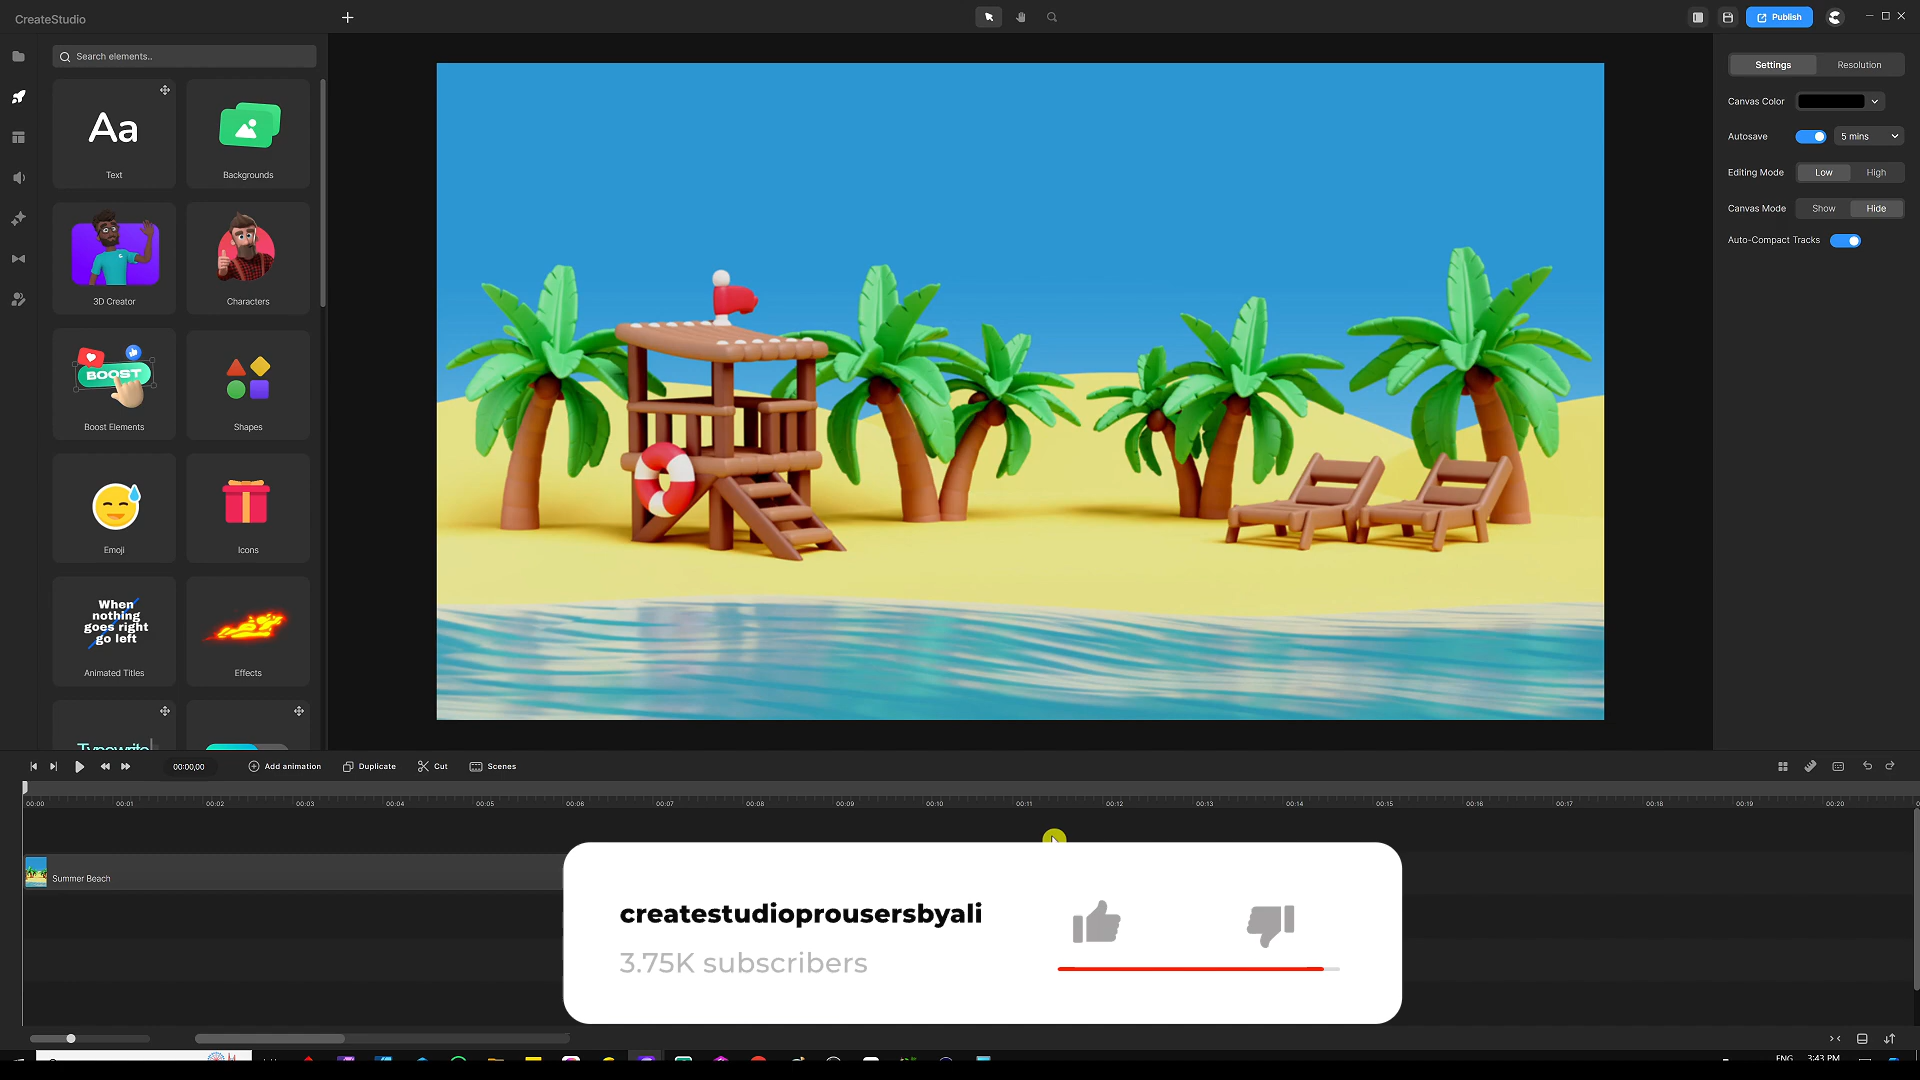 CreateStudio
Publish
Search elements..
Settings
Resolution
Aa
Text
Backgrounds
Canvas Color
Autosave
5 mins
Editing Mode
Low
High
Canvas Mode
Show
Hide
Auto-Compact Tracks
3D Creator
Characters
BOOST
Boost Elements
Shapes
Emoji
Icons
When
nothing
goes right
go left
Animated Titles
Effects
00:00,00
Add animation
Duplicate
Cut
Scenes
00:00
00:01
00:02
00:03
00:04
00:05
00:06
00:07
00:08
00:09
00:10
00:11
00:12
00:13
00:14
00:15
00:16
00:17
00:18
00:19
00:20
Summer Beach
createstudioprousersbyali
3.75K subscribers
ENG
3:43 PM